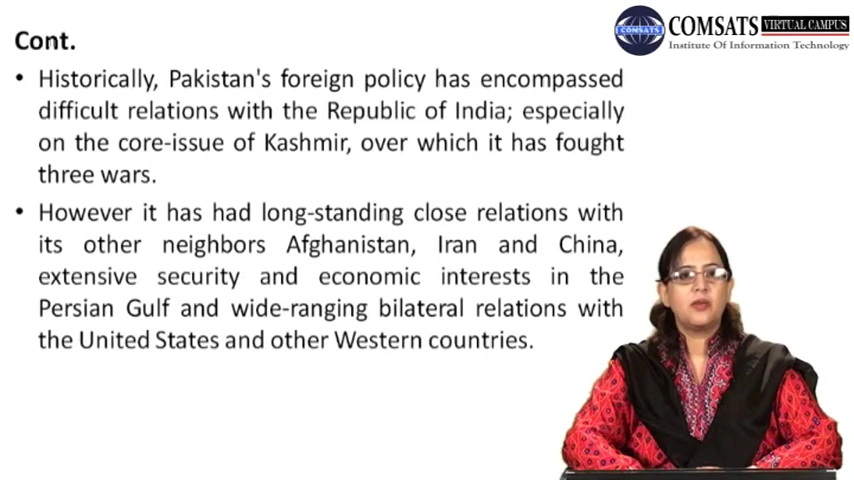 COMSATS VIRTUAL CAMPUS
Institute Of Information Technology
COMSATS
Cont.
• Historically, Pakistan's foreign policy has encompassed
difficult relations with the Republic of India; especially
on the core-issue of Kashmir, over which it has fought
three wars.
• However it has had long-standing close relations with
its other neighbors Afghanistan, Iran and China,
extensive security and economic interests in the
Persian Gulf and wide-ranging bilateral relations with
the United States and other Western countries.